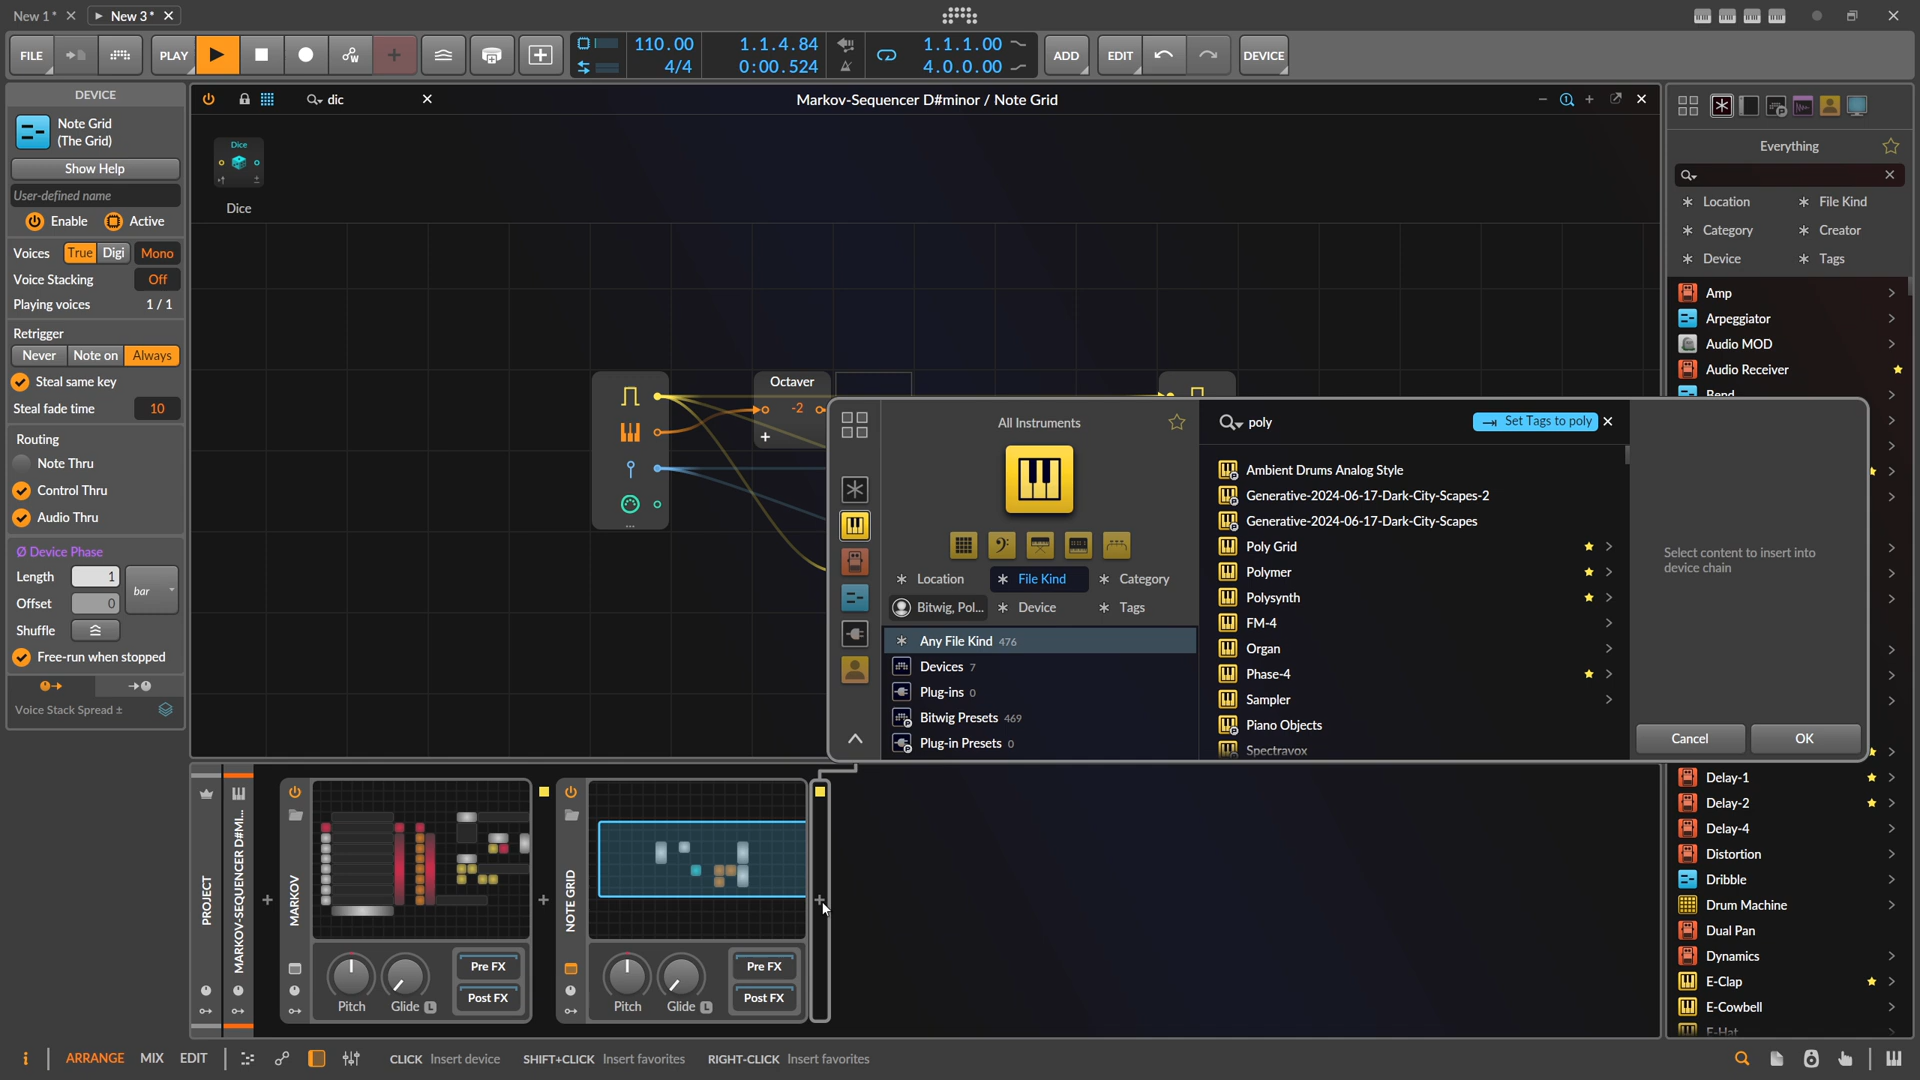 New 1*
New 3*
FILE
PLAY
110.00
4/4
1.1.4.84
0:00.524
1.1.1.00
4.0.0.00
ADD
EDIT
DEVICE
DEVICE
Note Grid
(The Grid)
Show Help
User-defined name
Enable
Active
Voices
True
Digi
Mono
Voice Stacking
Off
Playing voices
1 / 1
Retrigger
Never
Note on
Always
Steal same key
Steal fade time
10
Routing
Note Thru
Control Thru
Audio Thru
Ø Device Phase
Length
1
bar
Offset
0
Shuffle
Free-run when stopped
Voice Stack Spread ±
dic
Markov-Sequencer D#minor / Note Grid
Dice
Dice
Octaver
-2
All Instruments
Location
File Kind
Category
Bitwig, Pol...
Device
Tags
Any File Kind 476
Devices 7
Plug-ins 0
Bitwig Presets 469
Plug-in Presets 0
poly
Set Tags to poly
Ambient Drums Analog Style
Generative-2024-06-17-Dark-City-Scapes-2
Generative-2024-06-17-Dark-City-Scapes
Poly Grid
Polymer
Polysynth
FM-4
Organ
Phase-4
Sampler
Piano Objects
Spectravox
Select content to insert into
device chain
Cancel
OK
Everything
Location
File Kind
Category
Creator
Device
Tags
Amp
Arpeggiator
Audio MOD
Audio Receiver
Bend
Delay-1
Delay-2
Delay-4
Distortion
Dribble
Drum Machine
Dual Pan
Dynamics
E-Clap
E-Cowbell
E-Hat
PROJECT
MARKOV-SEQUENCER D#MI...
MARKOV
Pitch
Glide
L
Pre FX
Post FX
NOTE GRID
Pitch
Glide
L
Pre FX
Post FX
i
ARRANGE
MIX
EDIT
CLICK Insert device
SHIFT+CLICK Insert favorites
RIGHT-CLICK Insert favorites